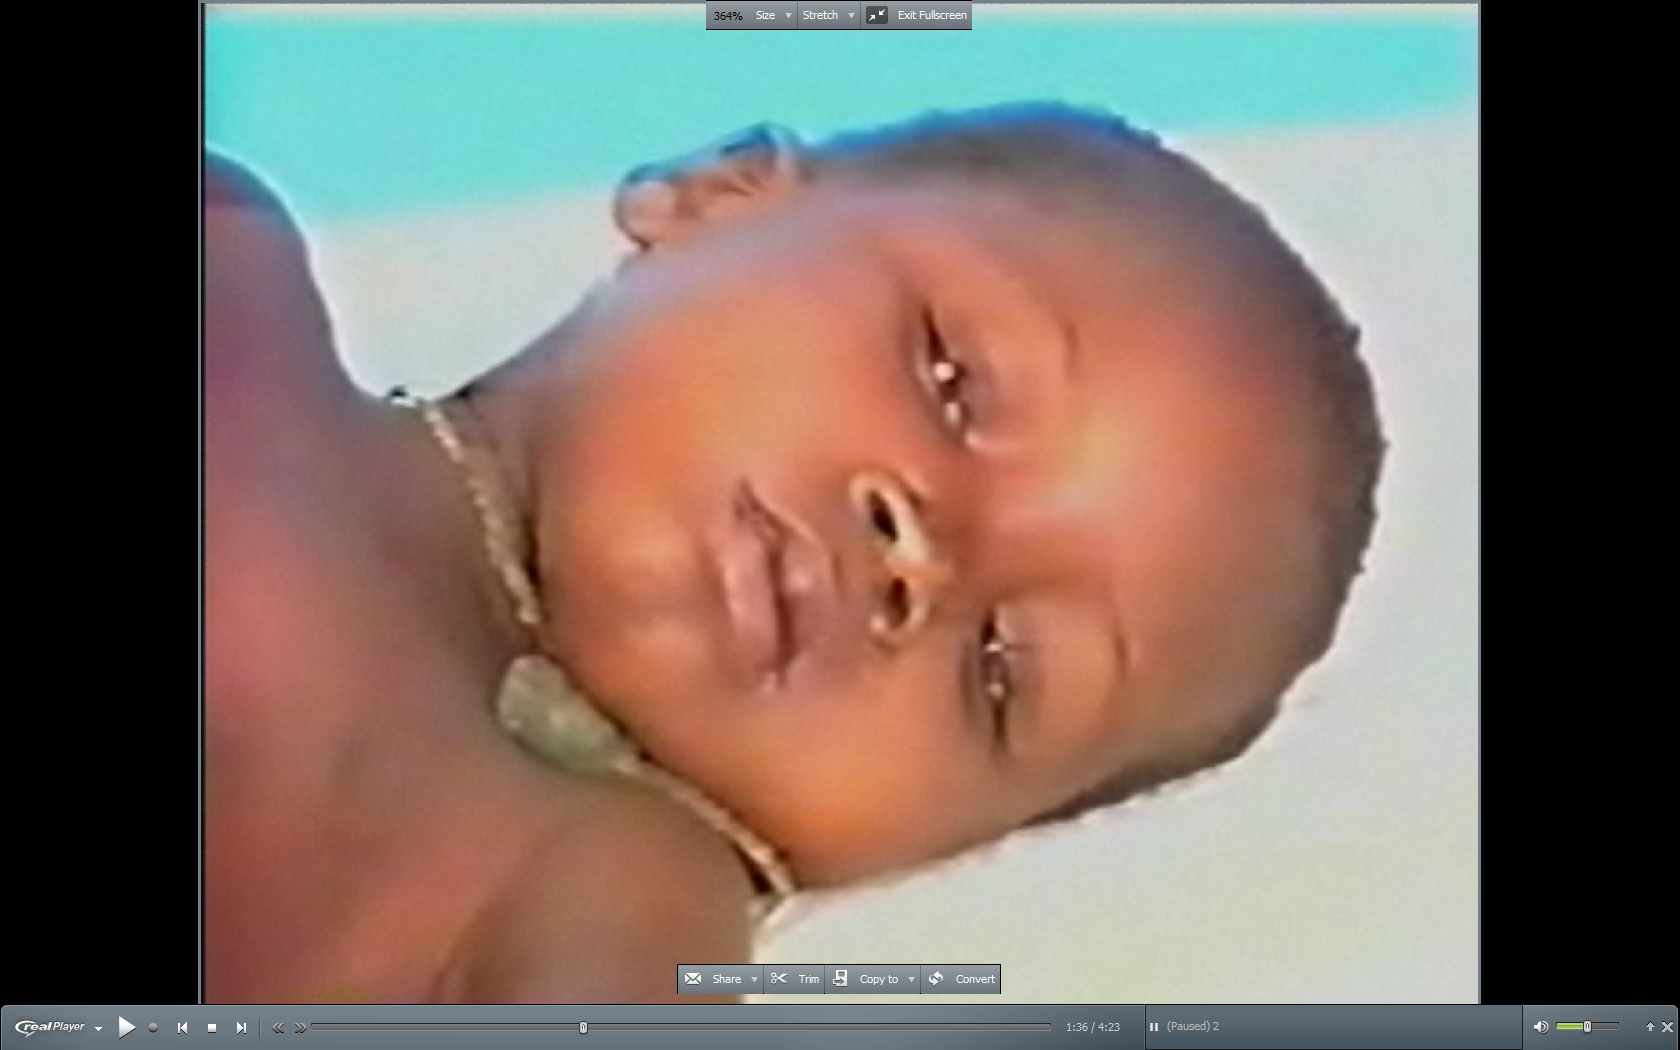 364% Size Stretch Exit Fullscreen
Share Trim Copy to Convert
realPlayer 1:36 / 4:23 (Paused) 2